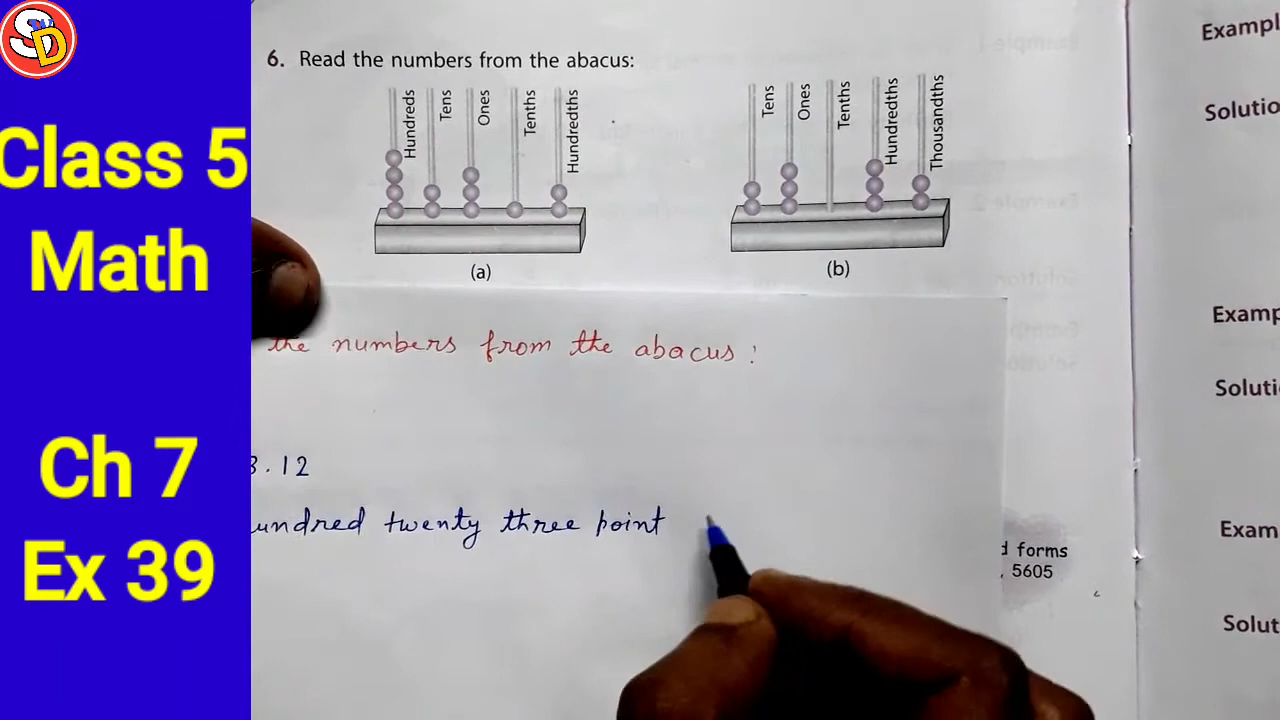 SD
Class 5
Math
Ch 7
Ex 39
6. Read the numbers from the abacus:
Hundreds Tens Ones Tenths Hundredths
Tens Ones Tenths Hundredths Thousandths
(a) (b)
the numbers from the abacus :
3.12
undred twenty three point
d forms
. 5605
Exampl
Solutio
Examp
Soluti
Exam
Solut